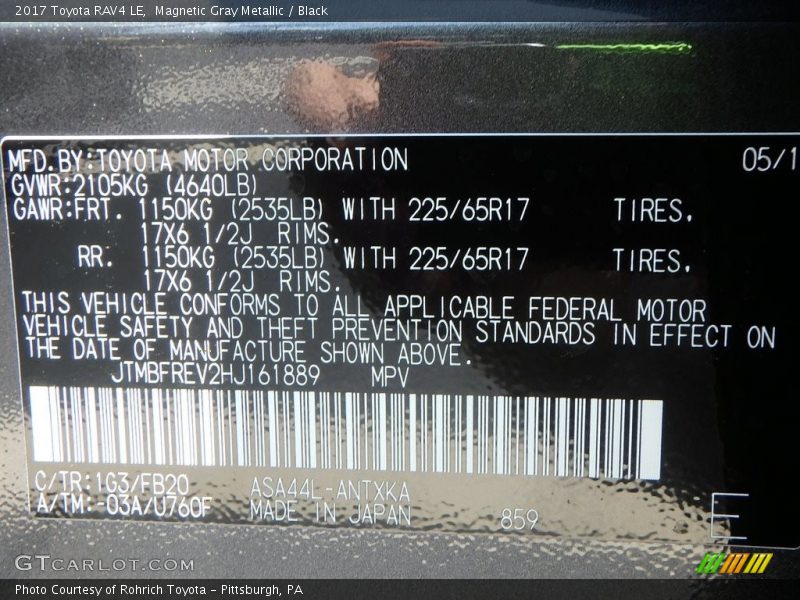 2017 Toyota RAV4 LE, Magnetic Gray Metallic / Black
MFD.BY:TOYOTA MOTOR CORPORATION 05/1
GVWR:2105KG (4640LB)
GAWR:FRT. 1150KG (2535LB) WITH 225/65R17 TIRES.
17X6 1/2J RIMS.
RR. 1150KG (2535LB) WITH 225/65R17 TIRES.
17X6 1/2J RIMS.
THIS VEHICLE CONFORMS TO ALL APPLICABLE FEDERAL MOTOR
VEHICLE SAFETY AND THEFT PREVENTION STANDARDS IN EFFECT ON
THE DATE OF MANUFACTURE SHOWN ABOVE.
JTMBFREV2HJ161889 MPV
C/TR:1G3/FB20 ASA44L-ANTXKA
A/TM:-03A/U760F MADE IN JAPAN 859 E
GTCARLOT.COM
Photo Courtesy of Rohrich Toyota - Pittsburgh, PA